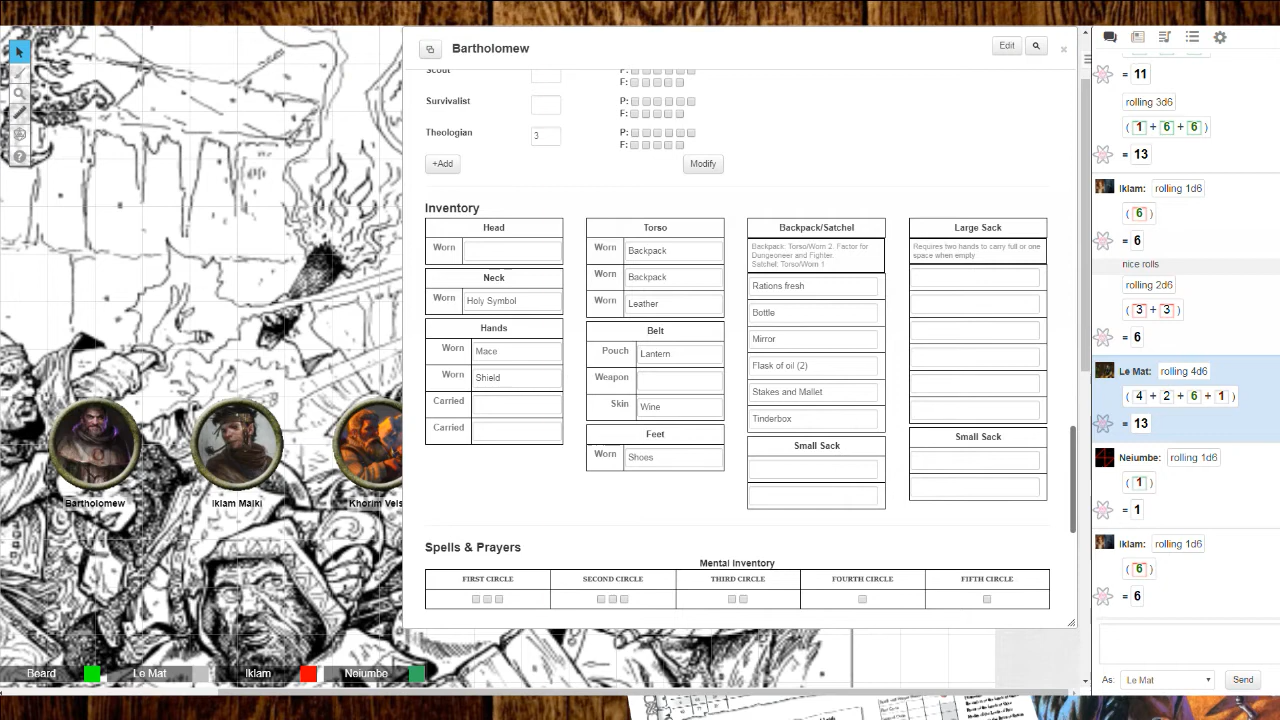 Bartholomew
Edit
Scout
P:
F:
Survivalist
P:
F:
Theologian
3
P:
F:
+Add
Modify
Inventory
Head
Worn
Neck
Worn Holy Symbol
Hands
Worn Mace
Worn Shield
Carried
Carried
Torso
Worn Backpack
Worn Backpack
Worn Leather
Belt
Pouch Lantern
Weapon
Skin Wine
Feet
Worn Shoes
Backpack/Satchel
Backpack: Torso/Worn 2. Factor for
Dungeoneer and Fighter.
Satchel: Torso/Worn 1
Rations fresh
Bottle
Mirror
Flask of oil (2)
Stakes and Mallet
Tinderbox
Small Sack
Large Sack
Requires two hands to carry full or one
space when empty
Small Sack
Spells & Prayers
Mental Inventory
FIRST CIRCLE SECOND CIRCLE THIRD CIRCLE FOURTH CIRCLE FIFTH CIRCLE
Bartholomew
Iklam Malki
Khorim Vels
Beard
Le Mat
Iklam
Neiumbe
= 11
rolling 3d6
(1 + 6 + 6)
= 13
Iklam: rolling 1d6
(6)
= 6
nice rolls
rolling 2d6
(3 + 3)
= 6
Le Mat: rolling 4d6
(4 + 2 + 6 + 1)
= 13
Neiumbe: rolling 1d6
(1)
= 1
Iklam: rolling 1d6
(6)
= 6
As Le Mat Send